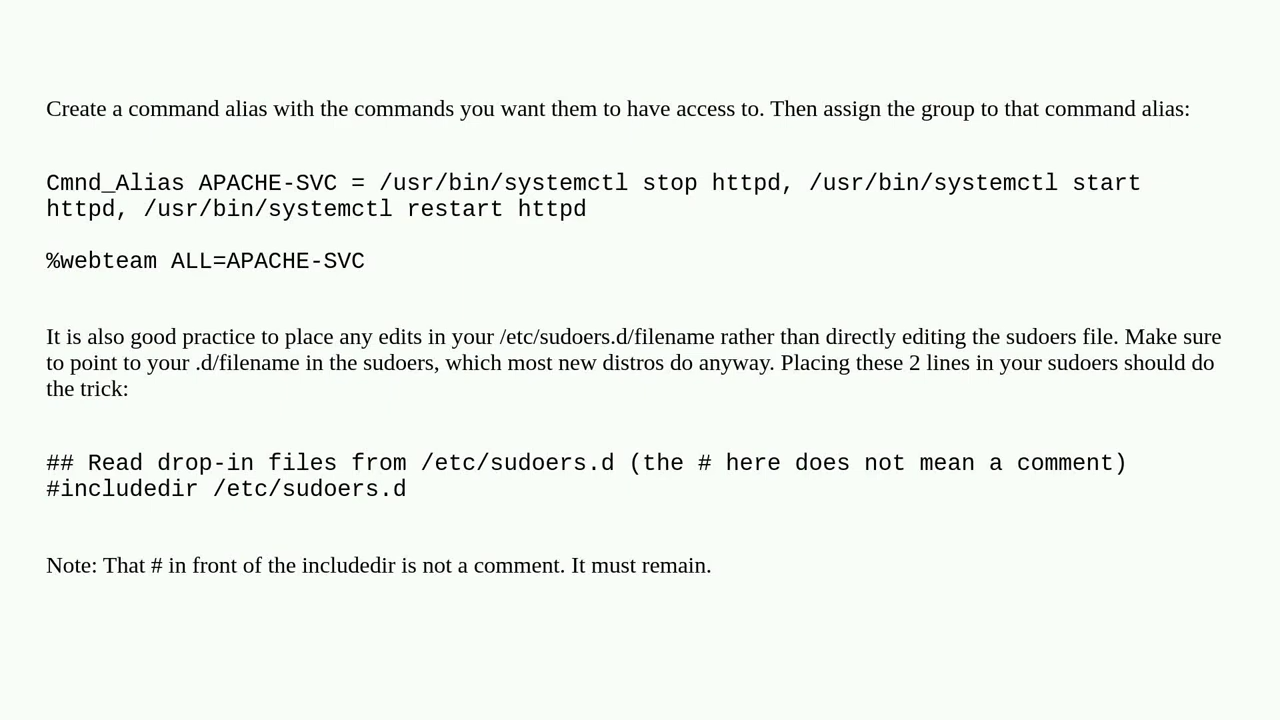 Create a command alias with the commands you want them to have access to. Then assign the group to that command alias:
Cmnd_Alias APACHE-SVC = /usr/bin/systemctl stop httpd, /usr/bin/systemctl start
httpd, /usr/bin/systemctl restart httpd
%webteam ALL=APACHE-SVC
It is also good practice to place any edits in your /etc/sudoers.d/filename rather than directly editing the sudoers file. Make sure
to point to your .d/filename in the sudoers, which most new distros do anyway. Placing these 2 lines in your sudoers should do
the trick:
## Read drop-in files from /etc/sudoers.d (the # here does not mean a comment)
#includedir /etc/sudoers.d
Note: That # in front of the includedir is not a comment. It must remain.